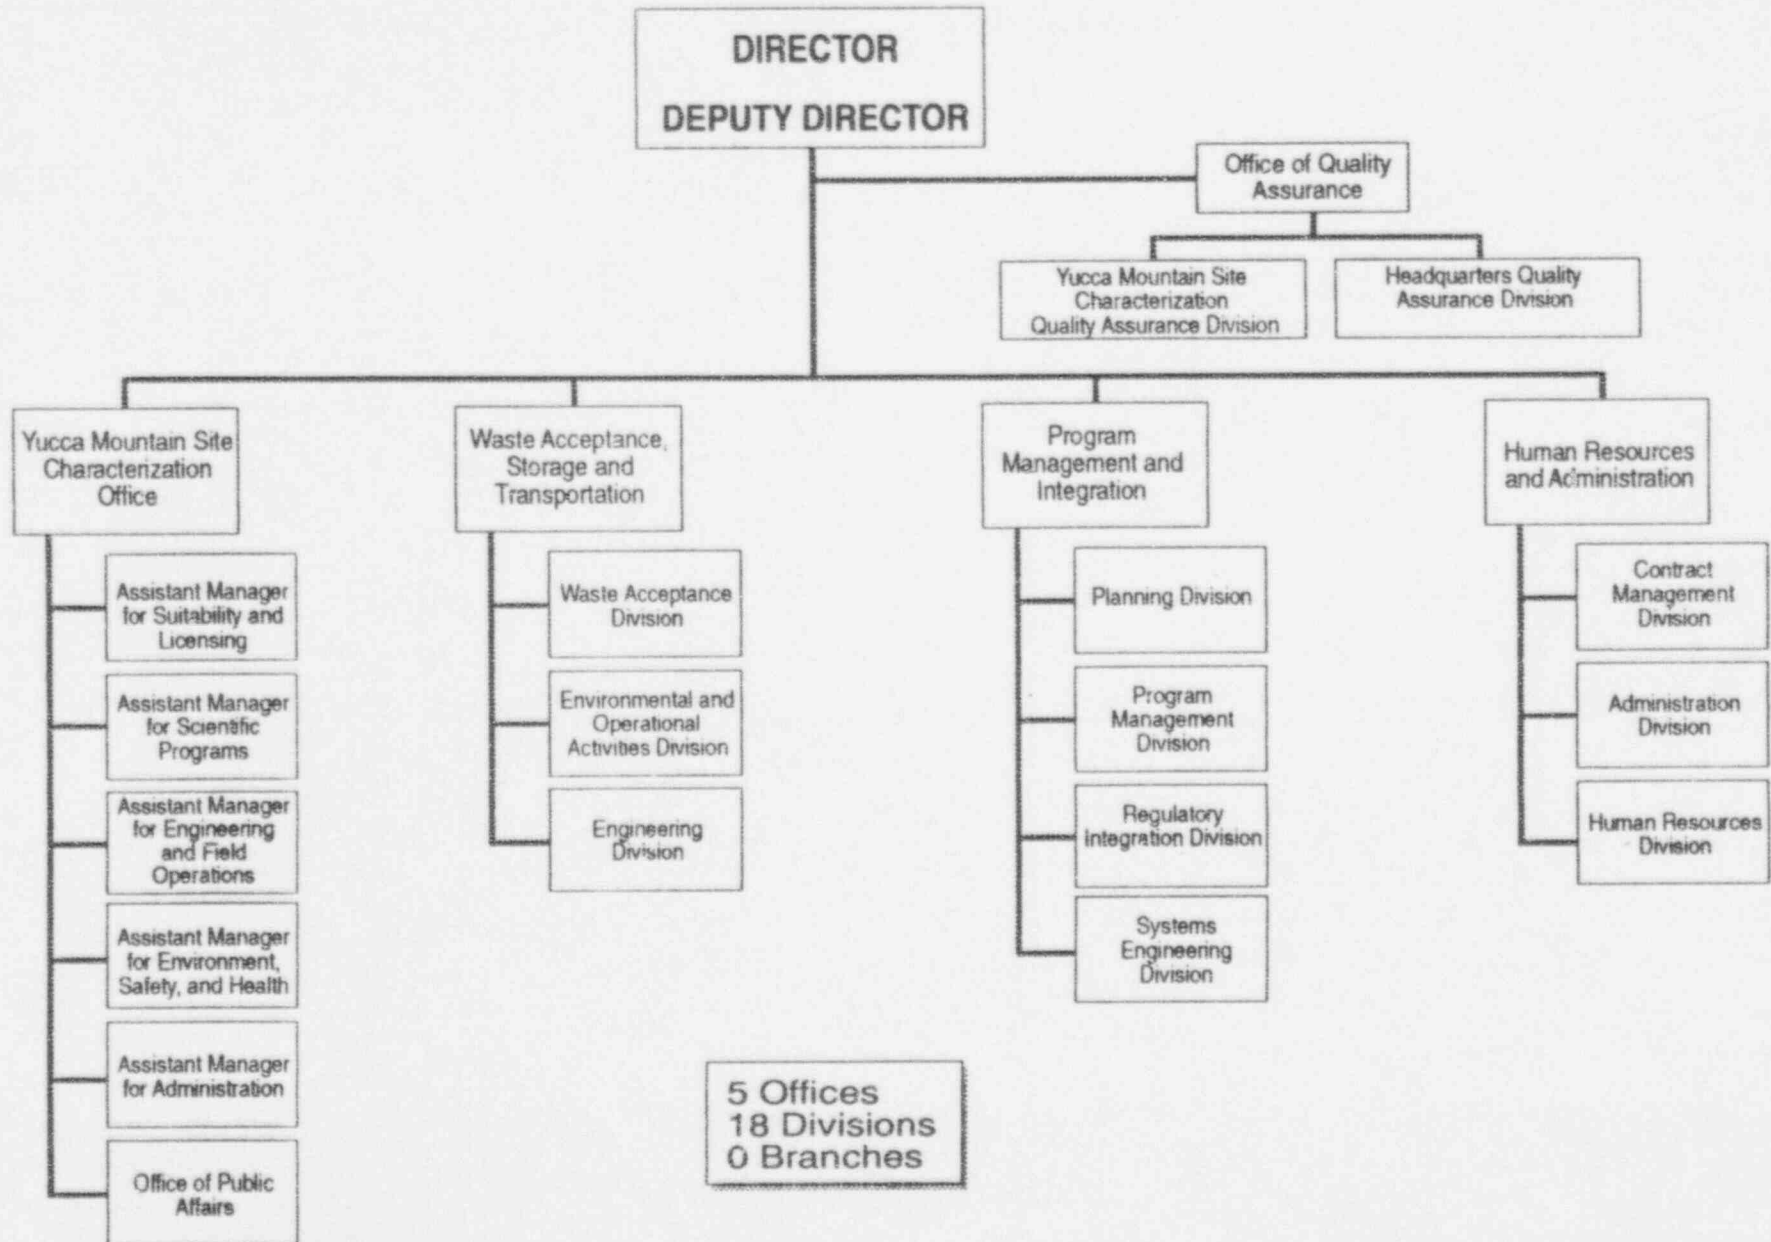 DIRECTOR
DEPUTY DIRECTOR
Office of Quality
Assurance
Yucca Mountain Site
Characterization
Quality Assurance Division
Headquarters Quality
Assurance Division
Yucca Mountain Site
Characterization
Office
Assistant Manager
for Suitability and
Licensing
Assistant Manager
for Scientific
Programs
Assistant Manager
for Engineering
and Field
Operations
Assistant Manager
for Environment,
Safety, and Health
Assistant Manager
for Administration
Office of Public
Affairs
Waste Acceptance,
Storage and
Transportation
Waste Acceptance
Division
Environmental and
Operational
Activities Division
Engineering
Division
Program
Management and
Integration
Planning Division
Program
Management
Division
Regulatory
Integration Division
Systems
Engineering
Division
Human Resources
and Administration
Contract
Management
Division
Administration
Division
Human Resources
Division
5 Offices
18 Divisions
0 Branches